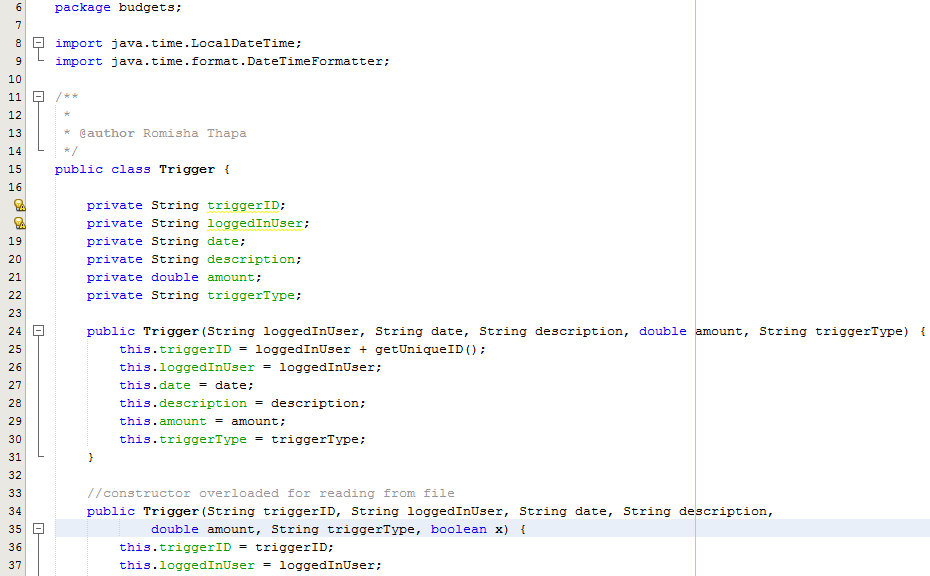 6 package budgets;
7
8 import java.time.LocalDateTime;
9 import java.time.format.DateTimeFormatter;
10
11 /**
12  *
13  * @author Romisha Thapa
14  */
15 public class Trigger {
16
private String triggerID;
private String loggedInUser;
19 private String date;
20 private String description;
21 private double amount;
22 private String triggerType;
23
24 public Trigger(String loggedInUser, String date, String description, double amount, String triggerType) {
25 this.triggerID = loggedInUser + getUniqueID();
26 this.loggedInUser = loggedInUser;
27 this.date = date;
28 this.description = description;
29 this.amount = amount;
30 this.triggerType = triggerType;
31 }
32
33 //constructor overloaded for reading from file
34 public Trigger(String triggerID, String loggedInUser, String date, String description,
35 double amount, String triggerType, boolean x) {
36 this.triggerID = triggerID;
37 this.loggedInUser = loggedInUser;